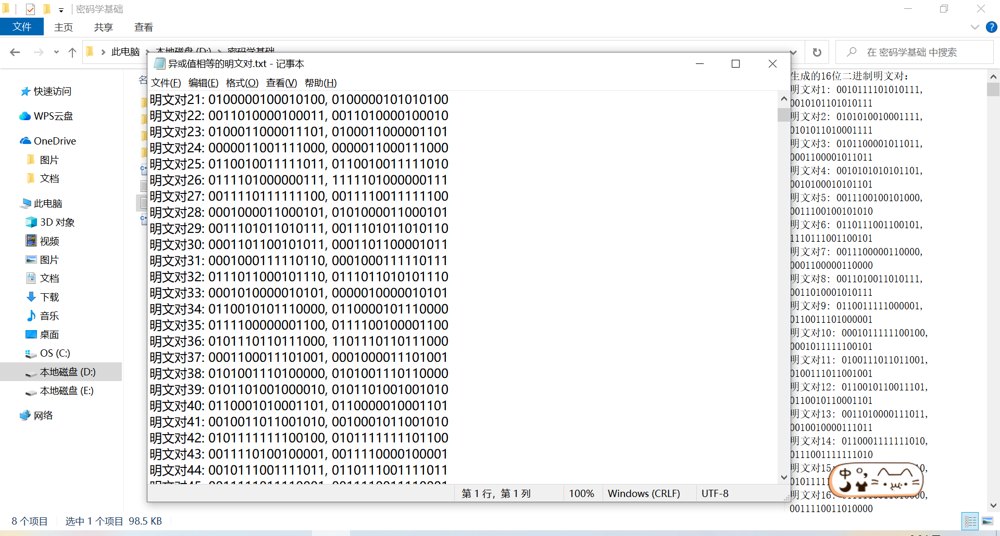 密码学基础
文件 主页 共享 查看
此电脑 本地磁盘 (D:) 密码学基础
在 密码学基础 中搜索
快速访问
WPS云盘
OneDrive
图片
文档
此电脑
3D 对象
视频
图片
文档
下载
音乐
桌面
OS (C:)
本地磁盘 (D:)
本地磁盘 (E:)
网络
8 个项目 选中 1 个项目 98.5 KB
异或值相等的明文对.txt - 记事本
文件(F) 编辑(E) 格式(O) 查看(V) 帮助(H)
明文对21: 0100000100010100, 0100000101010100
明文对22: 0011010000100011, 0011010000100010
明文对23: 0100011000011101, 0100011000001101
明文对24: 0000011001111000, 0000011000111000
明文对25: 0110010011111011, 0110010011111010
明文对26: 0111101000000111, 1111101000000111
明文对27: 0011110111111100, 0011110011111100
明文对28: 0001000011000101, 0101000011000101
明文对29: 0011101011010111, 0011101011010110
明文对30: 0001101100101011, 0001101100001011
明文对31: 0001000111110110, 0001000111110111
明文对32: 0111011000101110, 0111011010101110
明文对33: 0001010000010101, 0000010000010101
明文对34: 0110010101110000, 0110000101110000
明文对35: 0111100000001100, 0111100100001100
明文对36: 0101110110111000, 1101110110111000
明文对37: 0001100011101001, 0001000011101001
明文对38: 0101001110100000, 0101001110110000
明文对39: 0101101001000010, 0101101001001010
明文对40: 0110001010001101, 0110000010001101
明文对41: 0010011011001010, 0010001011001010
明文对42: 0101111111100100, 0101111111101100
明文对43: 0011110100100001, 0011110000100001
明文对44: 0010111001111011, 0110111001111011
第 1 行，第 1 列 100% Windows (CRLF) UTF-8
生成的16位二进制明文对：
明文对1: 0010111101010111,
0010101101010111
明文对2: 0101010010001111,
0101011010001111
明文对3: 0101100001011011,
0001100001011011
明文对4: 0010101010101101,
0010100010101101
明文对5: 0011100100101000,
0011100100101010
明文对6: 0110111001100101,
1110111001100101
明文对7: 0011100000110000,
0001100000110000
明文对8: 0011010011010111,
0011010001010111
明文对9: 0110011111000001,
0110011101000001
明文对10: 0001011111100100,
0001011111100101
明文对11: 0100111011011001,
0100111011001001
明文对12: 0110010110011101,
0110010110001101
明文对13: 0011010000111011,
0010010000111011
明文对14: 0110001111111010,
0111001111111010
明文对15:
明文对16:
0011110011010000
中